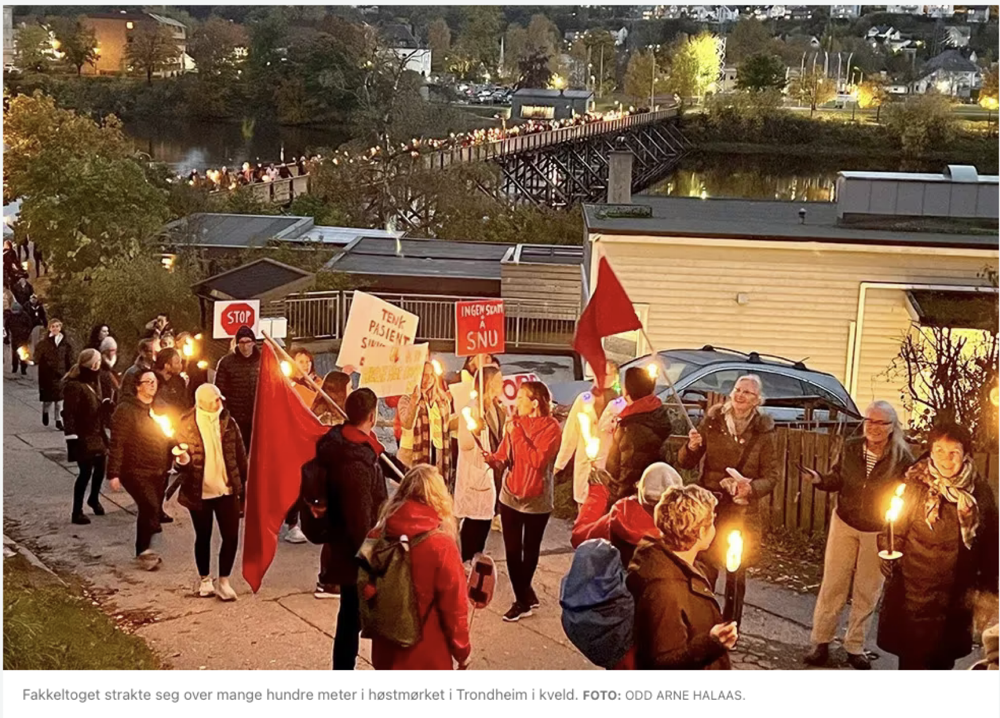 STOP
TENK
PASIENT
INGEN SKAM
Å
SNU
Fakkeltoget strakte seg over mange hundre meter i høstmørket i Trondheim i kveld. FOTO: ODD ARNE HALAAS.